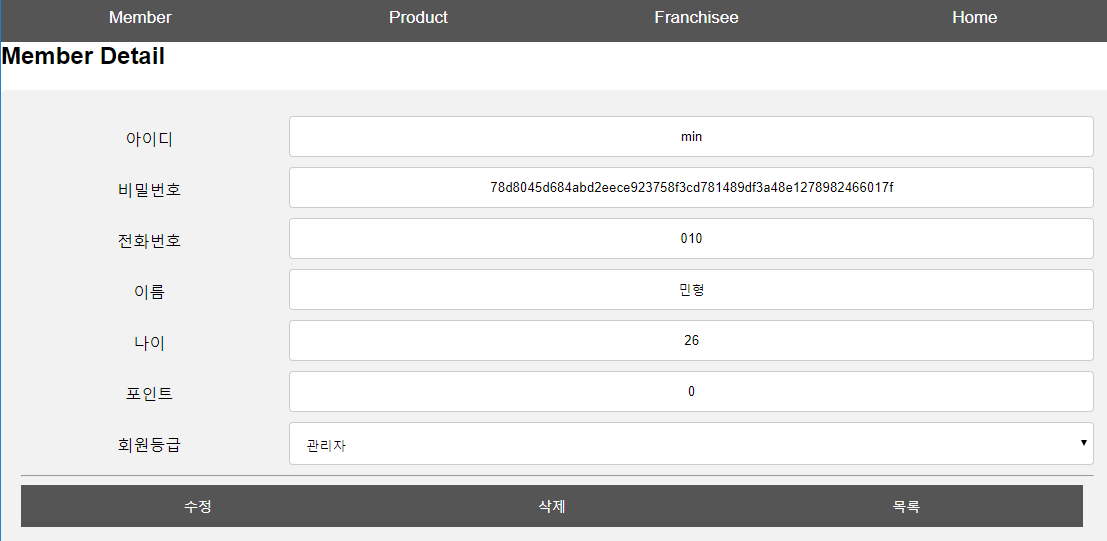 Member Product Franchisee Home
Member Detail
아이디 min
비밀번호 78d8045d684abd2eece923758f3cd781489df3a48e1278982466017f
전화번호 010
이름 민형
나이 26
포인트 0
회원등급 관리자
수정 삭제 목록